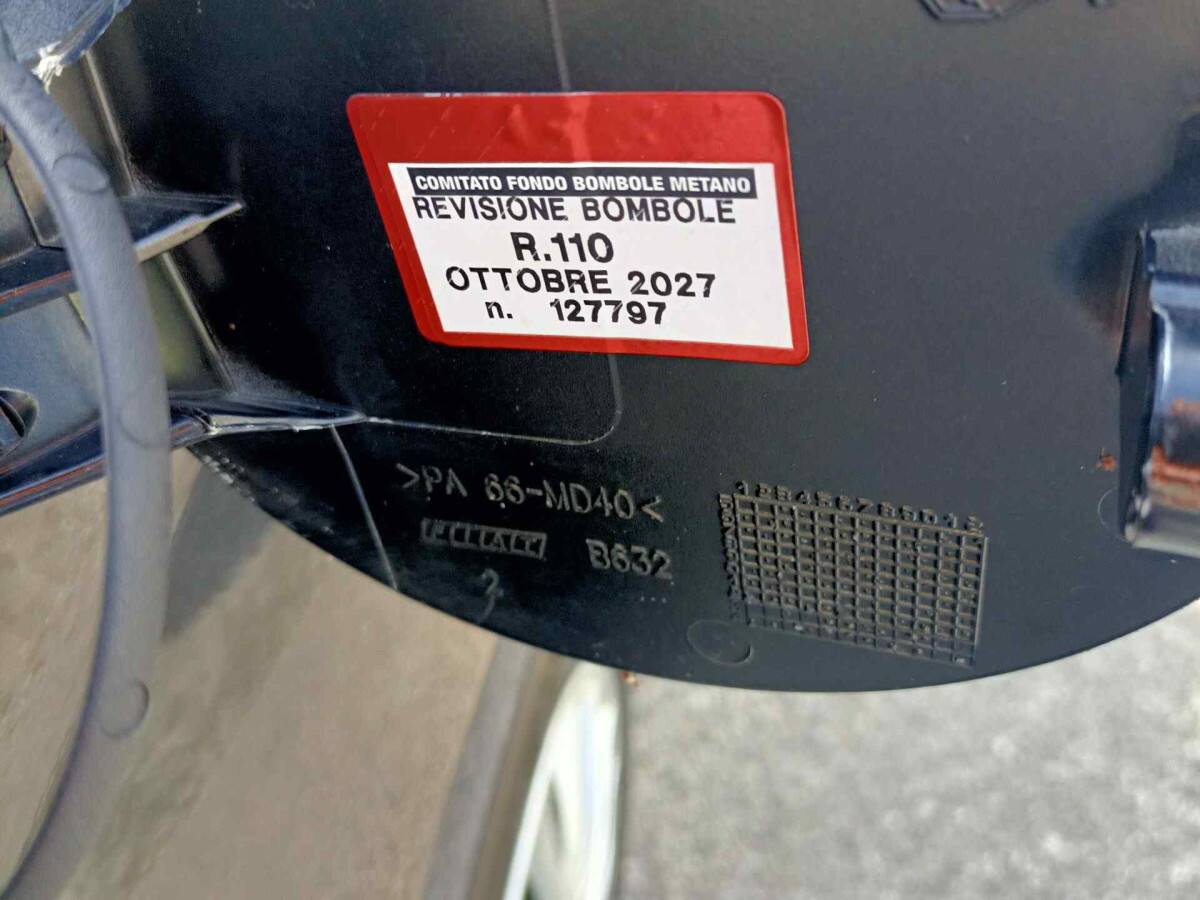 COMITATO FONDO BOMBOLE METANO
REVISIONE BOMBOLE
R.110
OTTOBRE 2027
n. 127797
>PA 66-MD40<
B632